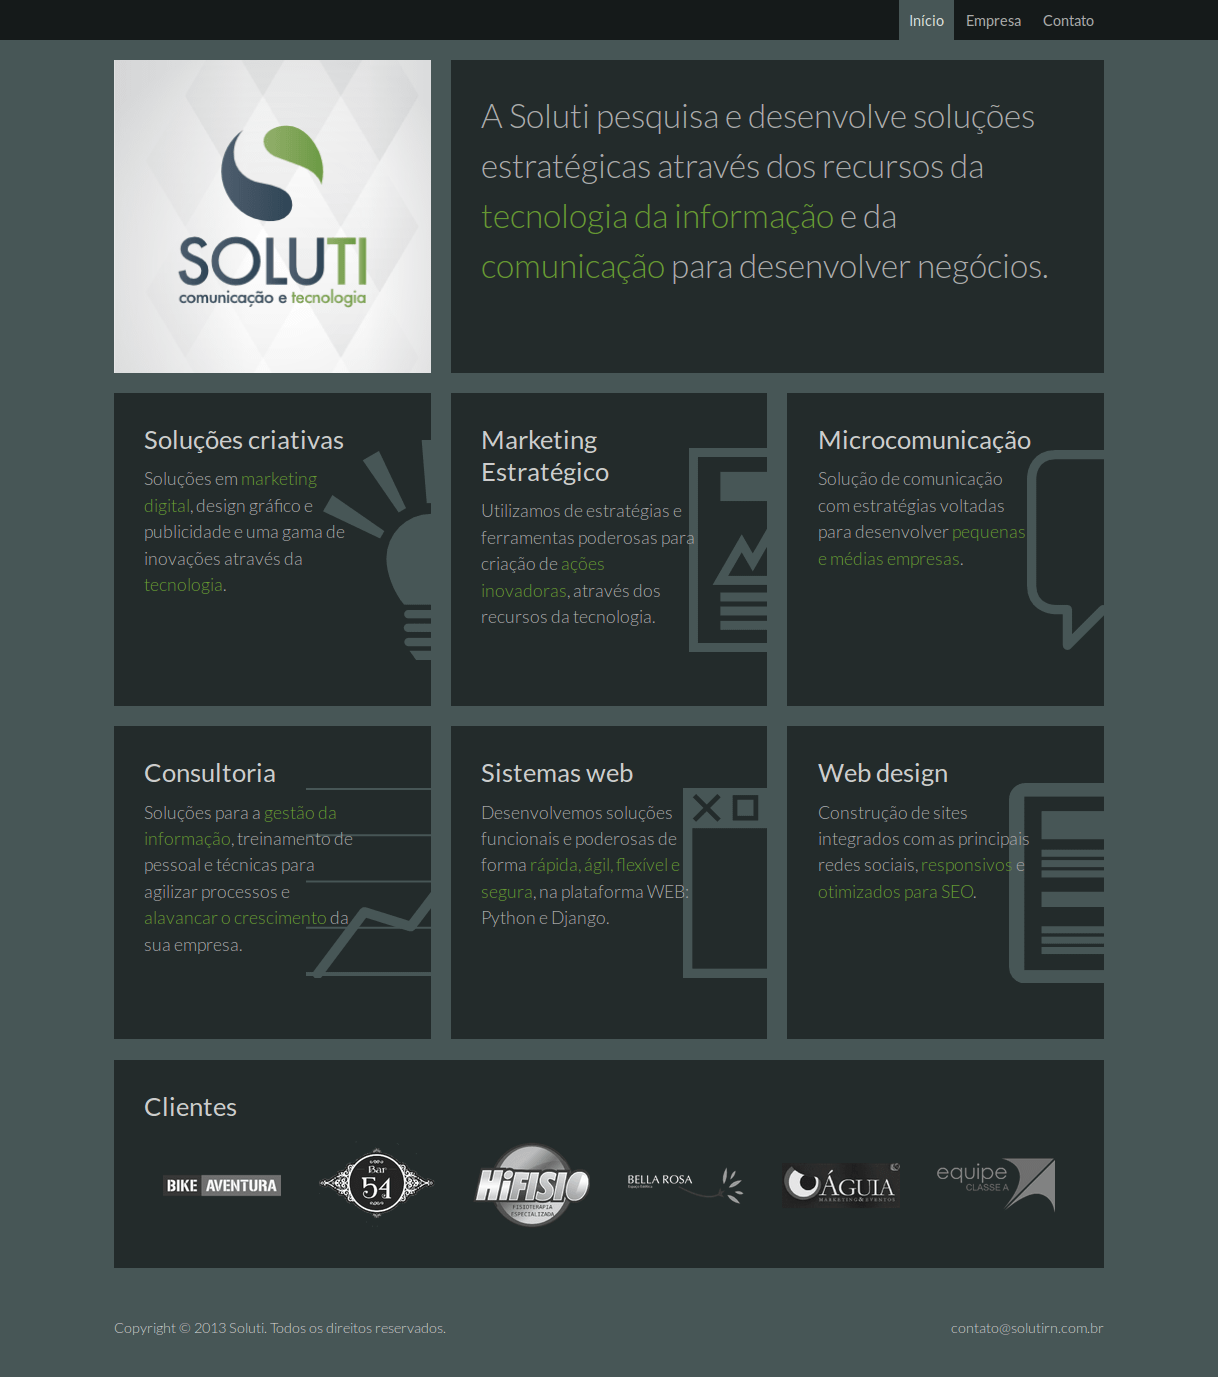 Início Empresa Contato
SOLUTI
comunicação e tecnologia
A Soluti pesquisa e desenvolve soluções
estratégicas através dos recursos da
tecnologia da informação e da
comunicação para desenvolver negócios.
Soluções criativas
Soluções em marketing
digital, design gráfico e
publicidade e uma gama de
inovações através da
tecnologia.
Marketing
Estratégico
Utilizamos de estratégias e
ferramentas poderosas para
criação de ações
inovadoras, através dos
recursos da tecnologia.
Microcomunicação
Solução de comunicação
com estratégias voltadas
para desenvolver pequenas
e médias empresas.
Consultoria
Soluções para a gestão da
informação, treinamento de
pessoal e técnicas para
agilizar processos e
alavancar o crescimento da
sua empresa.
Sistemas web
Desenvolvemos soluções
funcionais e poderosas de
forma rápida, ágil, flexível e
segura, na plataforma WEB:
Python e Django.
Web design
Construção de sites
integrados com as principais
redes sociais, responsivos e
otimizados para SEO.
Clientes
BIKE AVENTURA
Bar
54
HiFISIO
FISIOTERAPIA
ESPECIALIZADA
BELLA ROSA
ÁGUIA
MARKETING & EVENTOS
equipe
CLASSE A
Copyright © 2013 Soluti. Todos os direitos reservados.
contato@solutirn.com.br